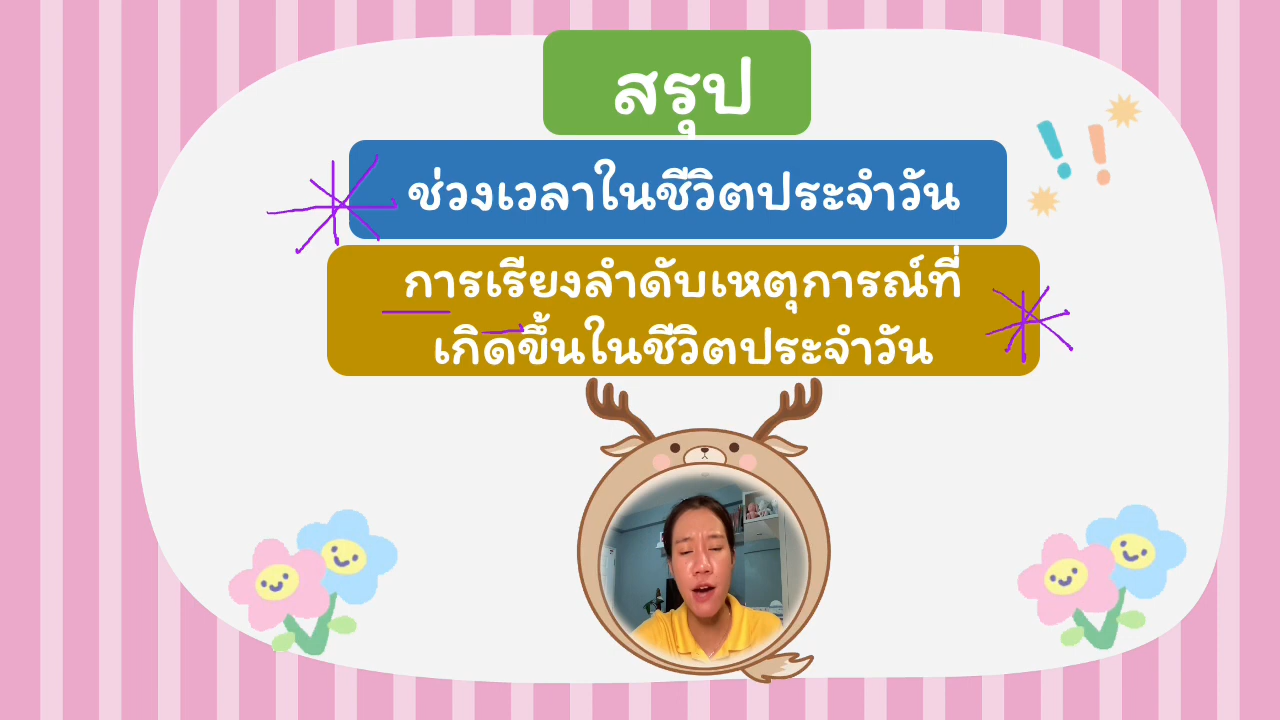 สรุป
ช่วงเวลาในชีวิตประจำวัน
การเรียงลำดับเหตุการณ์ที่
เกิดขึ้นในชีวิตประจำวัน